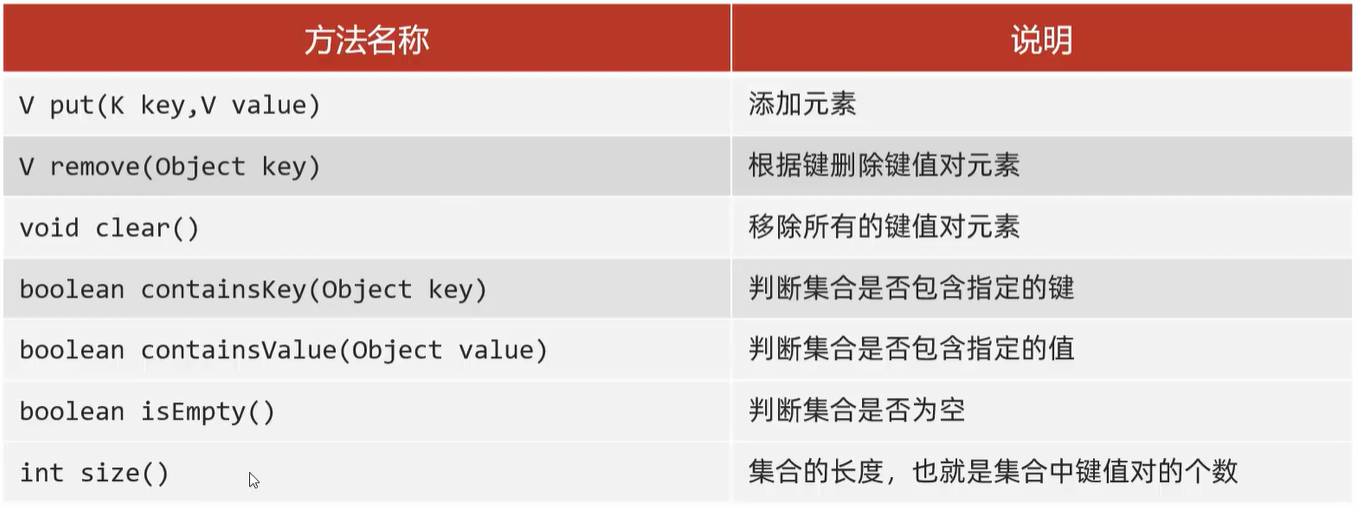 方法名称 说明
V put(K key,V value) 添加元素
V remove(Object key) 根据键删除键值对元素
void clear() 移除所有的键值对元素
boolean containsKey(Object key) 判断集合是否包含指定的键
boolean containsValue(Object value) 判断集合是否包含指定的值
boolean isEmpty() 判断集合是否为空
int size() 集合的长度，也就是集合中键值对的个数